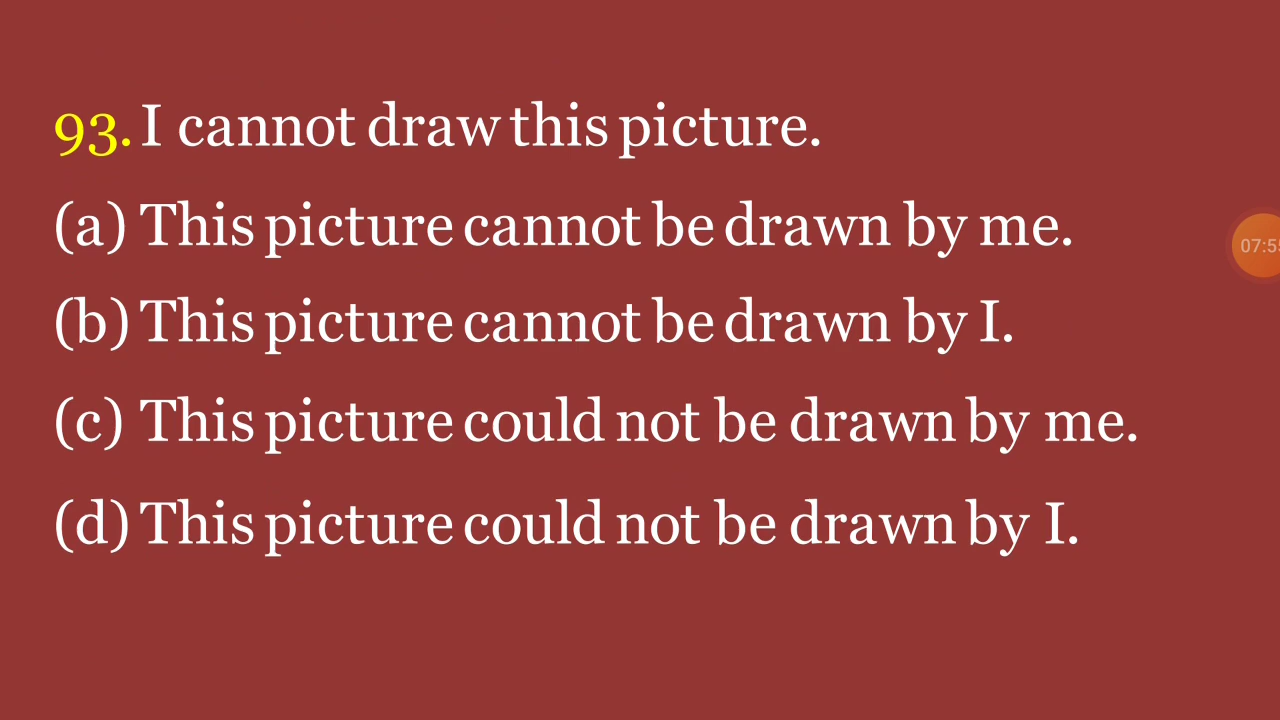 93. I cannot draw this picture.
(a) This picture cannot be drawn by me.
(b) This picture cannot be drawn by I.
(c) This picture could not be drawn by me.
(d) This picture could not be drawn by I.